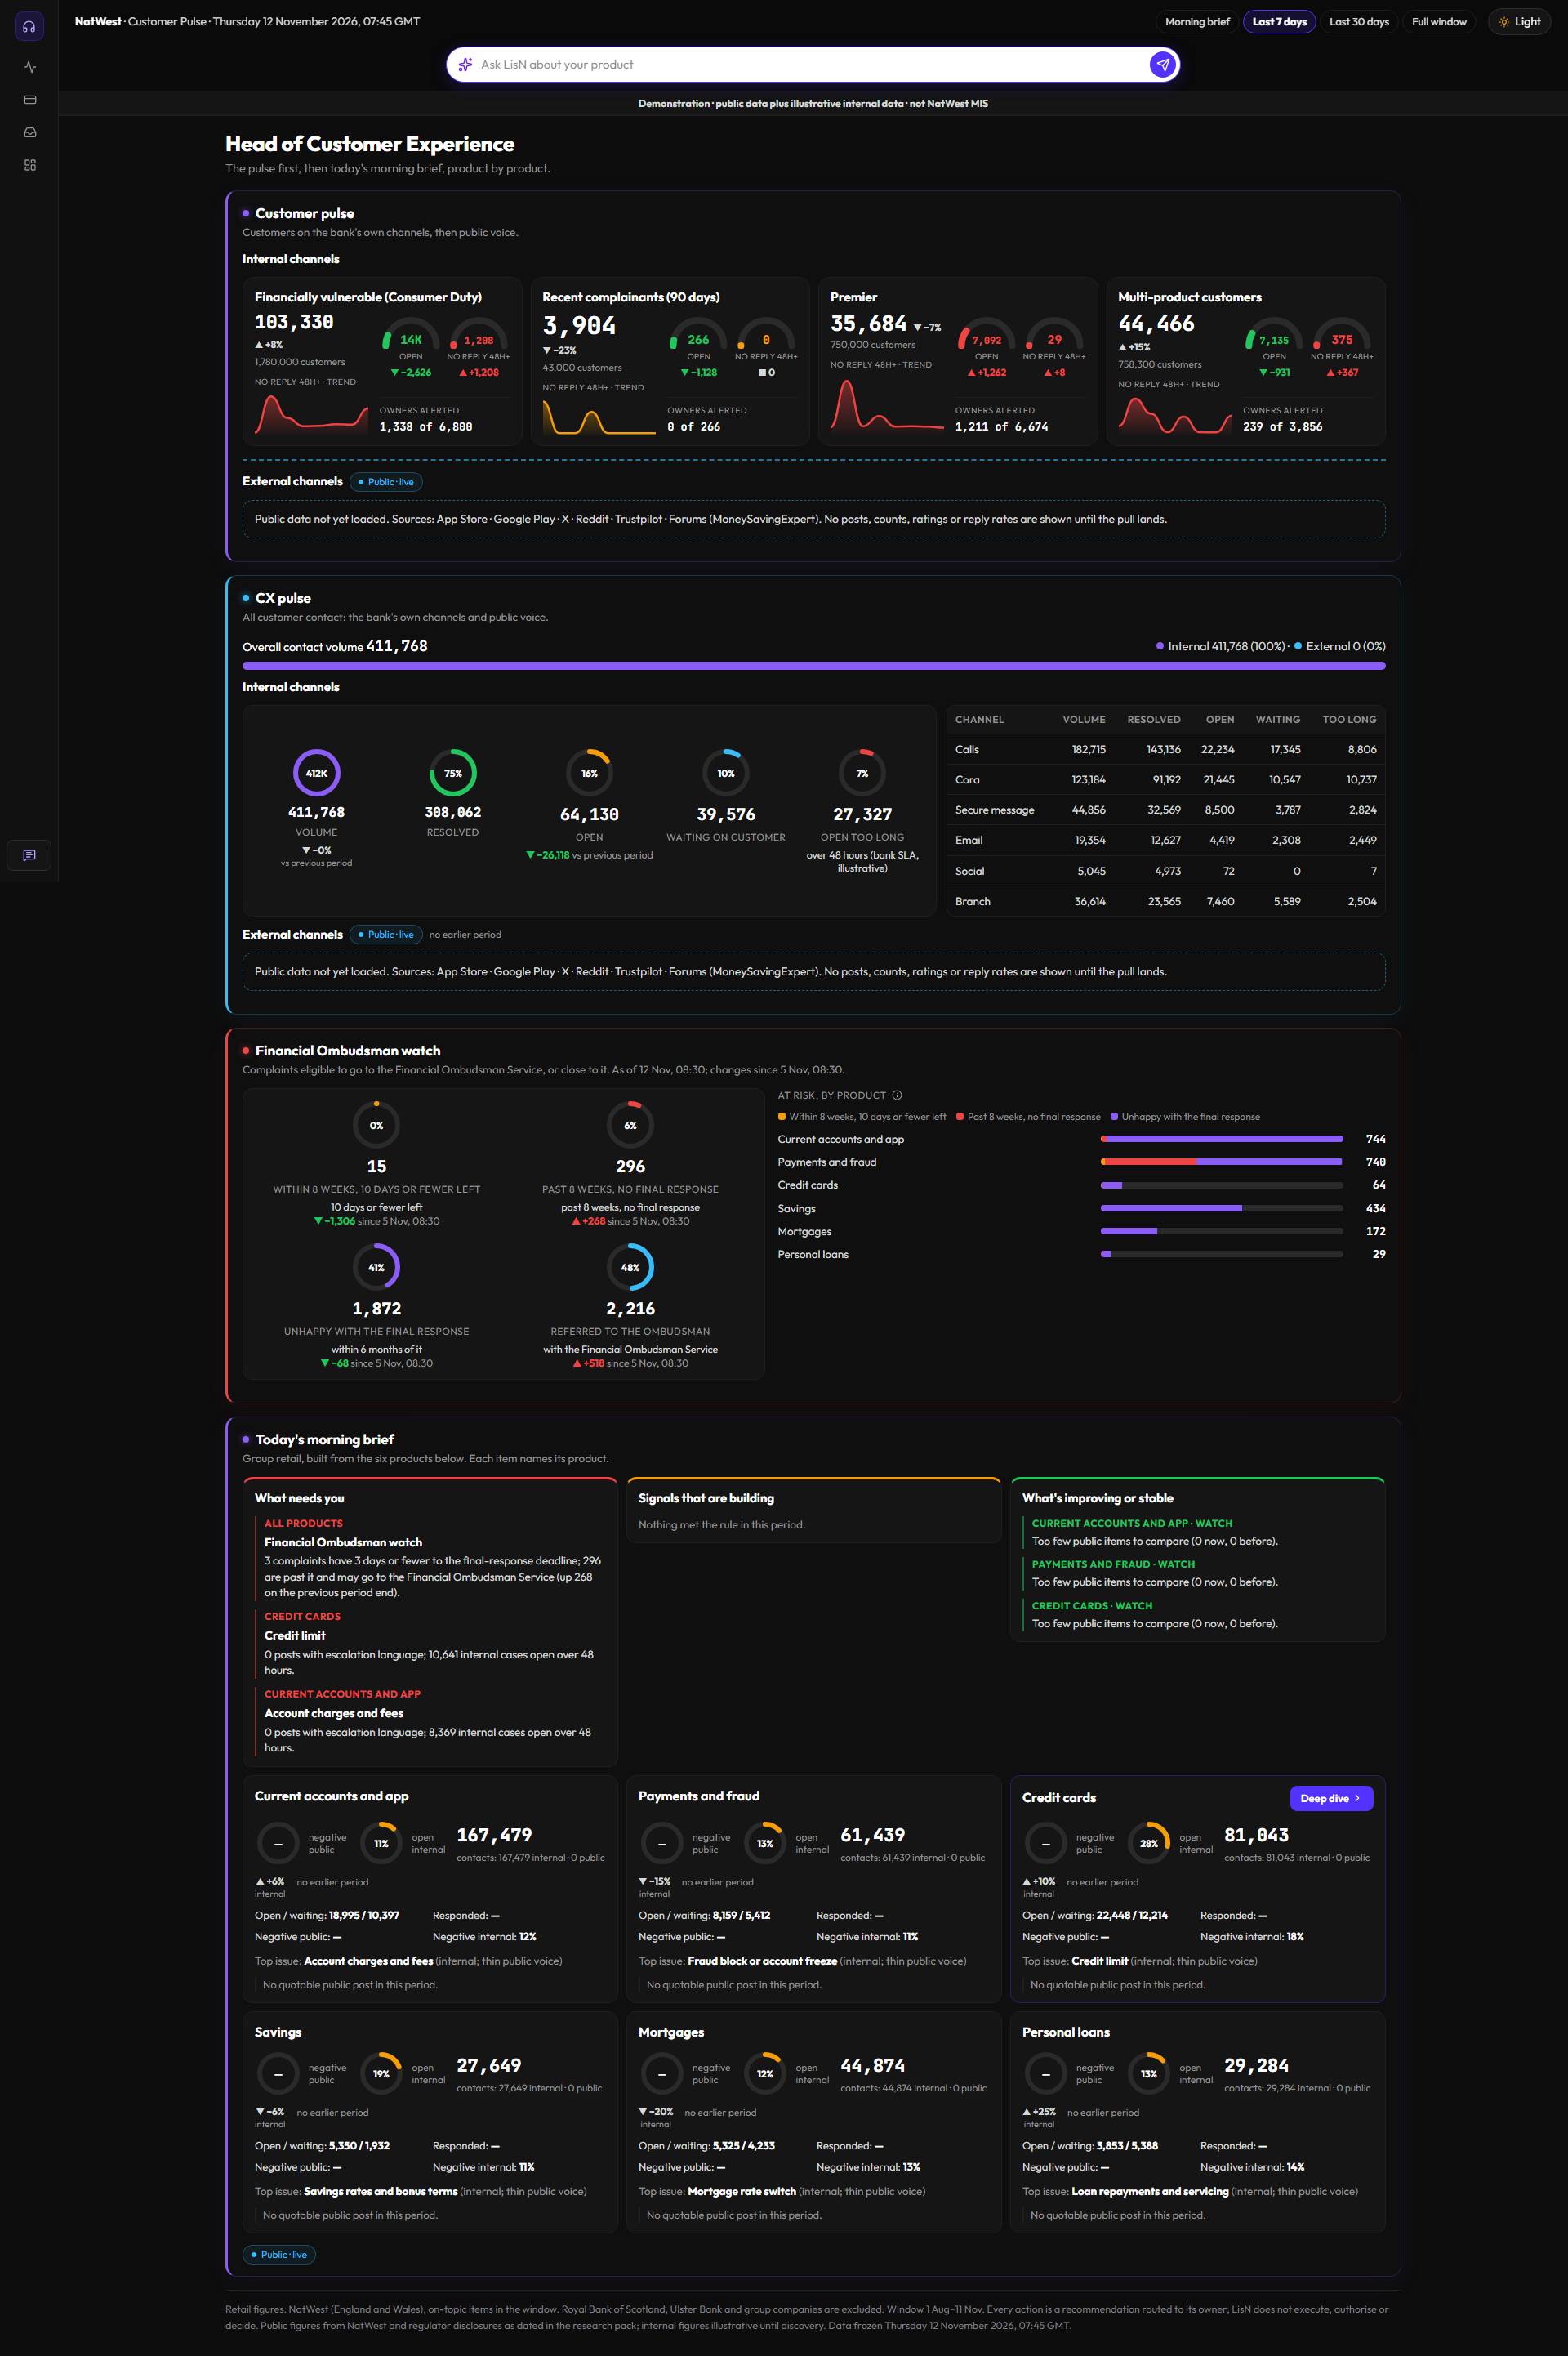 NatWest · Customer Pulse · Thursday 12 November 2026, 07:45 GMT
Morning brief
Last 7 days
Last 30 days
Full window
Light
Ask LisN about your product
Demonstration · public data plus illustrative internal data · not NatWest MIS
Head of Customer Experience
The pulse first, then today's morning brief, product by product.
Customer pulse
Customers on the bank's own channels, then public voice.
Internal channels
Financially vulnerable (Consumer Duty)
103,330
▲ +8%
1,780,000 customers
14K
OPEN
▼ −2,626
1,208
NO REPLY 48H+
▲ +1,208
NO REPLY 48H+ · TREND
OWNERS ALERTED
1,338 of 6,800
Recent complainants (90 days)
3,904
▼ −23%
43,000 customers
266
OPEN
▼ −1,128
0
NO REPLY 48H+
■ 0
NO REPLY 48H+ · TREND
OWNERS ALERTED
0 of 266
Premier
35,684 ▼ −7%
750,000 customers
7,092
OPEN
▲ +1,262
29
NO REPLY 48H+
▲ +8
NO REPLY 48H+ · TREND
OWNERS ALERTED
1,211 of 6,674
Multi-product customers
44,466
▲ +15%
758,300 customers
7,135
OPEN
▼ −931
375
NO REPLY 48H+
▲ +367
NO REPLY 48H+ · TREND
OWNERS ALERTED
239 of 3,856
External channels
Public · live
Public data not yet loaded. Sources: App Store · Google Play · X · Reddit · Trustpilot · Forums (MoneySavingExpert). No posts, counts, ratings or reply rates are shown until the pull lands.
CX pulse
All customer contact: the bank's own channels and public voice.
Overall contact volume 411,768
Internal 411,768 (100%) · External 0 (0%)
Internal channels
412K
411,768
VOLUME
▼ −0%
vs previous period
75%
308,062
RESOLVED
16%
64,130
OPEN
▼ −26,118 vs previous period
10%
39,576
WAITING ON CUSTOMER
7%
27,327
OPEN TOO LONG
over 48 hours (bank SLA,
illustrative)
CHANNEL VOLUME RESOLVED OPEN WAITING TOO LONG
Calls 182,715 143,136 22,234 17,345 8,806
Cora 123,184 91,192 21,445 10,547 10,737
Secure message 44,856 32,569 8,500 3,787 2,824
Email 19,354 12,627 4,419 2,308 2,449
Social 5,045 4,973 72 0 7
Branch 36,614 23,565 7,460 5,589 2,504
External channels
Public · live
no earlier period
Public data not yet loaded. Sources: App Store · Google Play · X · Reddit · Trustpilot · Forums (MoneySavingExpert). No posts, counts, ratings or reply rates are shown until the pull lands.
Financial Ombudsman watch
Complaints eligible to go to the Financial Ombudsman Service, or close to it. As of 12 Nov, 08:30; changes since 5 Nov, 08:30.
0%
15
WITHIN 8 WEEKS, 10 DAYS OR FEWER LEFT
10 days or fewer left
▼ −1,306 since 5 Nov, 08:30
6%
296
PAST 8 WEEKS, NO FINAL RESPONSE
past 8 weeks, no final response
▲ +268 since 5 Nov, 08:30
41%
1,872
UNHAPPY WITH THE FINAL RESPONSE
within 6 months of it
▼ −68 since 5 Nov, 08:30
48%
2,216
REFERRED TO THE OMBUDSMAN
with the Financial Ombudsman Service
▲ +518 since 5 Nov, 08:30
AT RISK, BY PRODUCT
Within 8 weeks, 10 days or fewer left
Past 8 weeks, no final response
Unhappy with the final response
Current accounts and app 744
Payments and fraud 740
Credit cards 64
Savings 434
Mortgages 172
Personal loans 29
Today's morning brief
Group retail, built from the six products below. Each item names its product.
What needs you
ALL PRODUCTS
Financial Ombudsman watch
3 complaints have 3 days or fewer to the final-response deadline; 296
are past it and may go to the Financial Ombudsman Service (up 268
on the previous period end).
CREDIT CARDS
Credit limit
0 posts with escalation language; 10,641 internal cases open over 48
hours.
CURRENT ACCOUNTS AND APP
Account charges and fees
0 posts with escalation language; 8,369 internal cases open over 48
hours.
Signals that are building
Nothing met the rule in this period.
What's improving or stable
CURRENT ACCOUNTS AND APP · WATCH
Too few public items to compare (0 now, 0 before).
PAYMENTS AND FRAUD · WATCH
Too few public items to compare (0 now, 0 before).
CREDIT CARDS · WATCH
Too few public items to compare (0 now, 0 before).
Current accounts and app
–
negative
public
11%
open
internal
167,479
contacts: 167,479 internal · 0 public
▲ +6%
internal
no earlier period
Open / waiting: 18,995 / 10,397
Responded: —
Negative public: —
Negative internal: 12%
Top issue: Account charges and fees (internal; thin public voice)
No quotable public post in this period.
Payments and fraud
–
negative
public
13%
open
internal
61,439
contacts: 61,439 internal · 0 public
▼ −15%
internal
no earlier period
Open / waiting: 8,159 / 5,412
Responded: —
Negative public: —
Negative internal: 11%
Top issue: Fraud block or account freeze (internal; thin public voice)
No quotable public post in this period.
Credit cards
Deep dive
–
negative
public
28%
open
internal
81,043
contacts: 81,043 internal · 0 public
▲ +10%
internal
no earlier period
Open / waiting: 22,448 / 12,214
Responded: —
Negative public: —
Negative internal: 18%
Top issue: Credit limit (internal; thin public voice)
No quotable public post in this period.
Savings
–
negative
public
19%
open
internal
27,649
contacts: 27,649 internal · 0 public
▼ −6%
internal
no earlier period
Open / waiting: 5,350 / 1,932
Responded: —
Negative public: —
Negative internal: 11%
Top issue: Savings rates and bonus terms (internal; thin public voice)
No quotable public post in this period.
Mortgages
–
negative
public
12%
open
internal
44,874
contacts: 44,874 internal · 0 public
▼ −20%
internal
no earlier period
Open / waiting: 5,325 / 4,233
Responded: —
Negative public: —
Negative internal: 13%
Top issue: Mortgage rate switch (internal; thin public voice)
No quotable public post in this period.
Personal loans
–
negative
public
13%
open
internal
29,284
contacts: 29,284 internal · 0 public
▲ +25%
internal
no earlier period
Open / waiting: 3,853 / 5,388
Responded: —
Negative public: —
Negative internal: 14%
Top issue: Loan repayments and servicing (internal; thin public voice)
No quotable public post in this period.
Public · live
Retail figures: NatWest (England and Wales), on-topic items in the window. Royal Bank of Scotland, Ulster Bank and group companies are excluded. Window 1 Aug–11 Nov. Every action is a recommendation routed to its owner; LisN does not execute, authorise or
decide. Public figures from NatWest and regulator disclosures as dated in the research pack; internal figures illustrative until discovery. Data frozen Thursday 12 November 2026, 07:45 GMT.